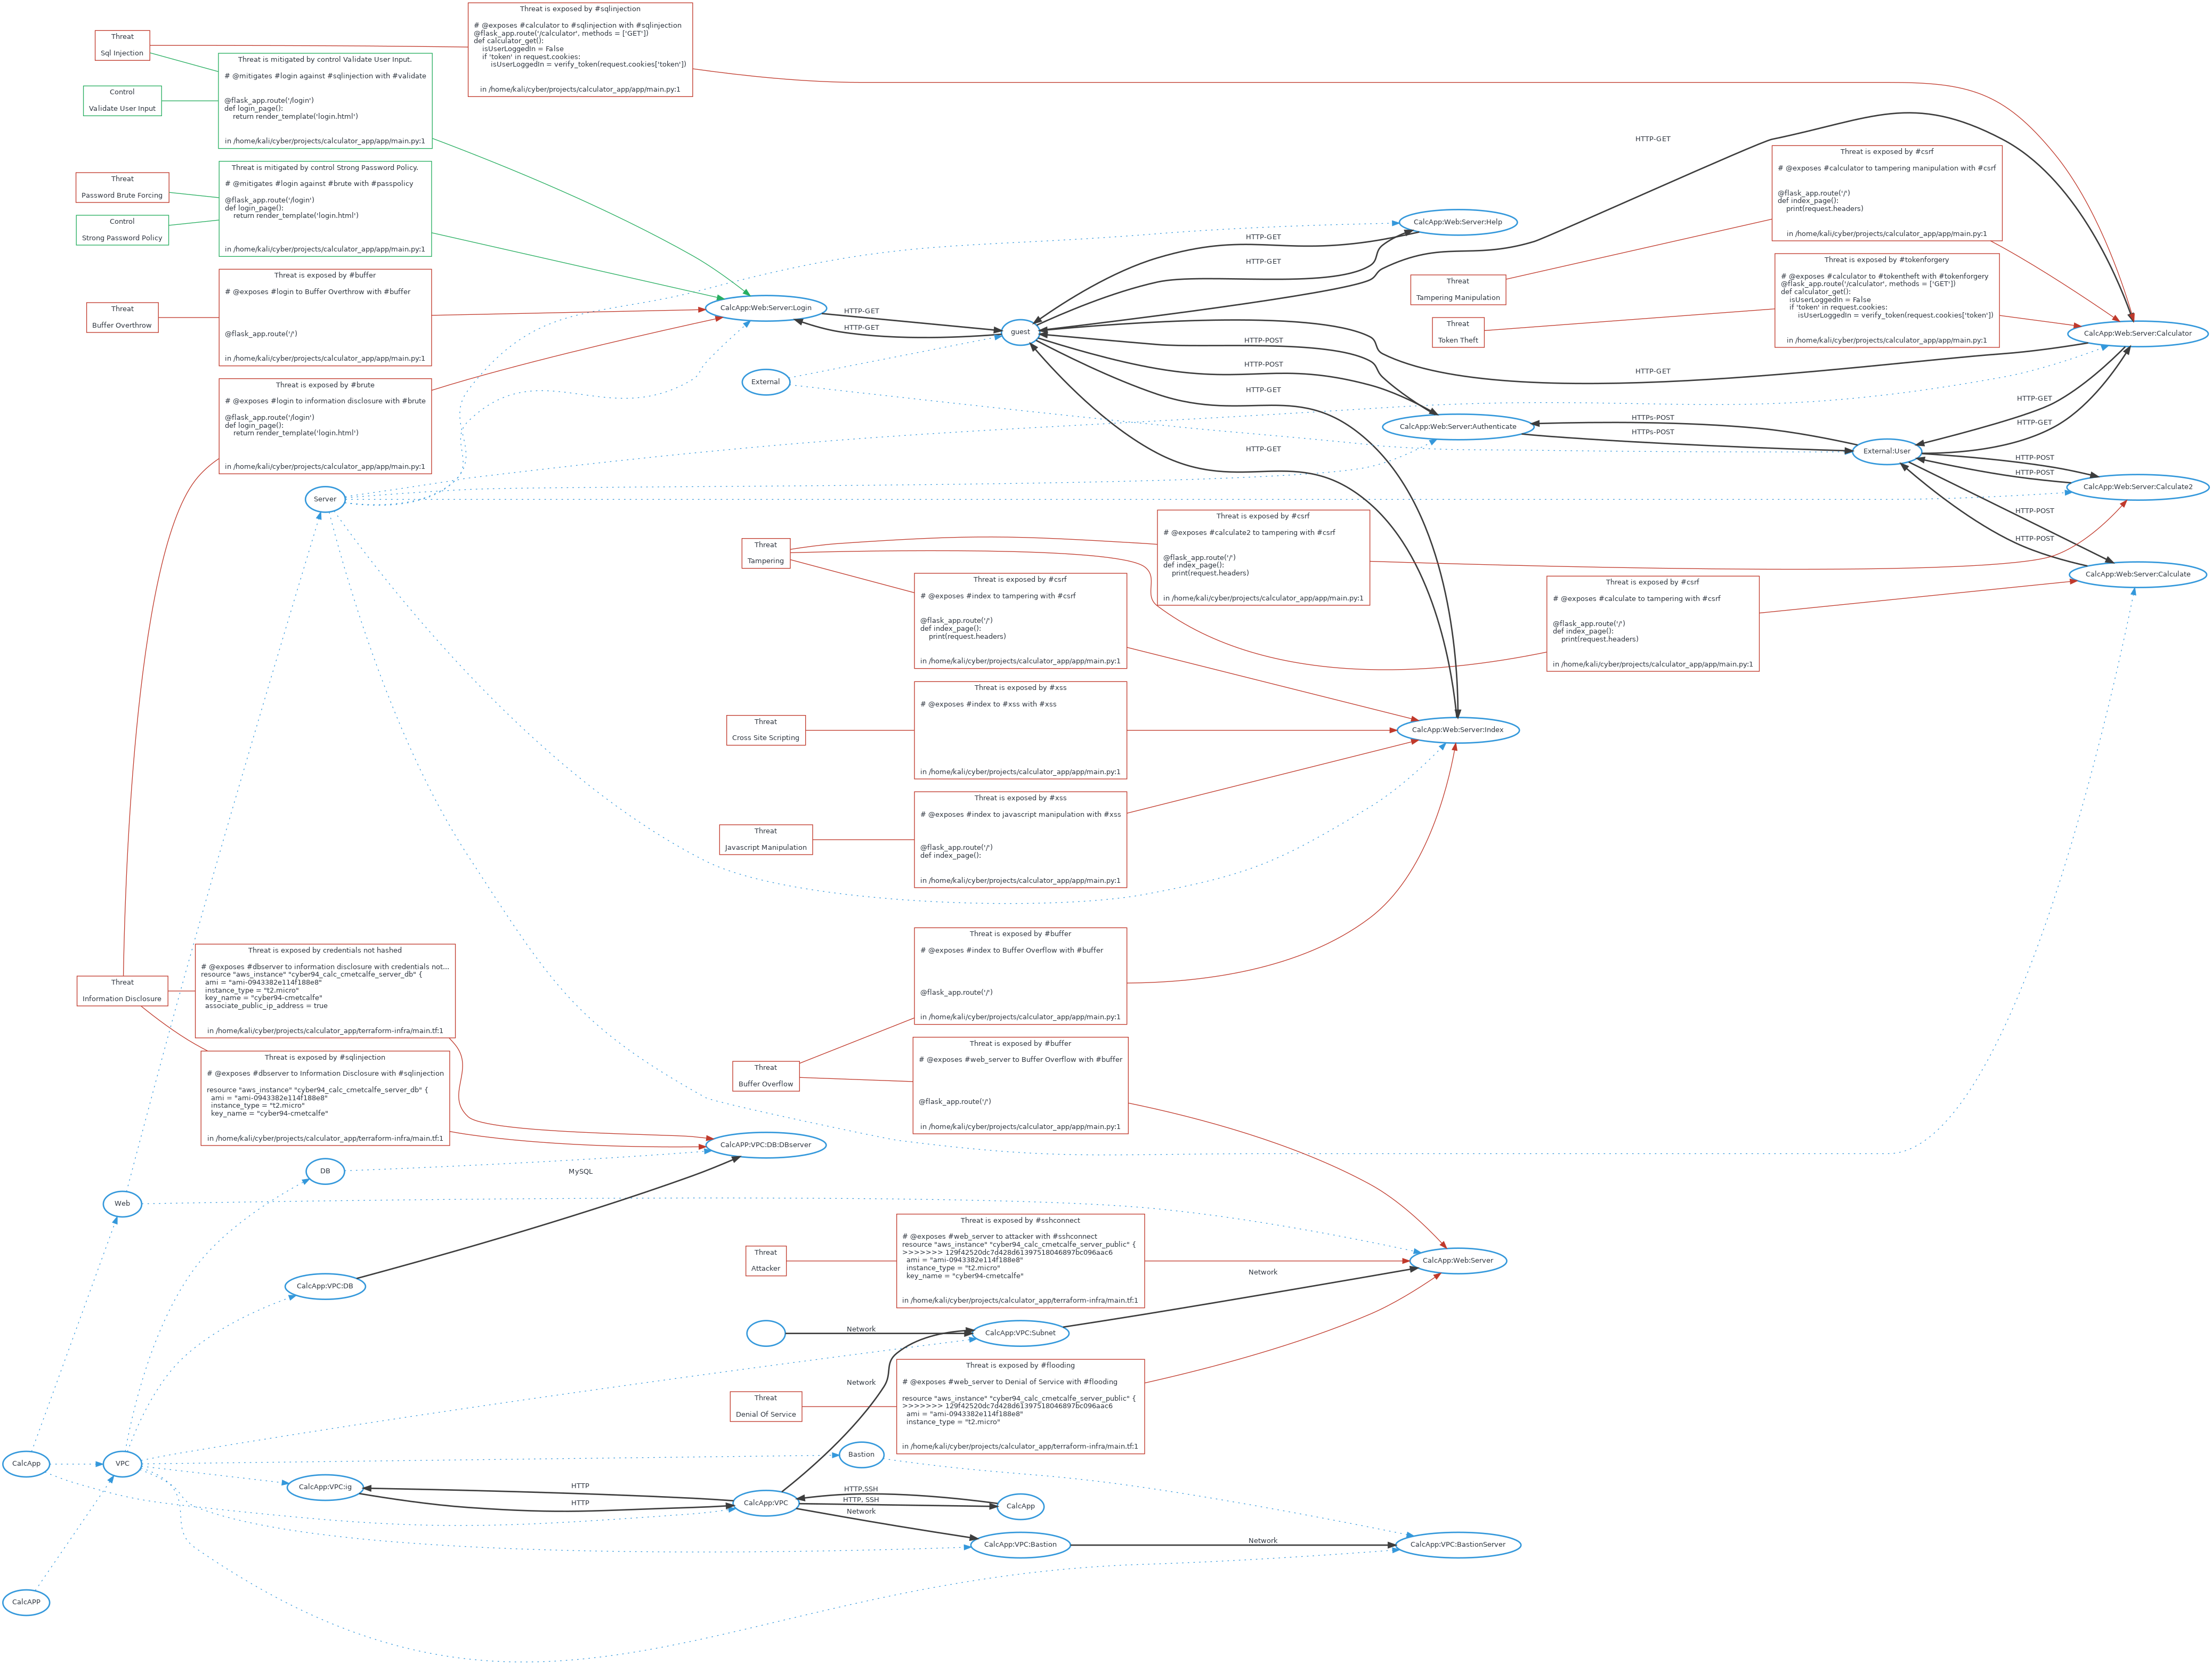 Threat
Sql Injection
Threat is exposed by #sqlinjection
# @exposes #calculator to #sqlinjection with #sqlinjection
@flask_app.route('/calculator', methods = ['GET'])
def calculator_get():
isUserLoggedIn = False
if 'token' in request.cookies:
isUserLoggedIn = verify_token(request.cookies['token'])
in /home/kali/cyber/projects/calculator_app/app/main.py:1
Control
Validate User Input
Threat is mitigated by control Validate User Input.
# @mitigates #login against #sqlinjection with #validate
@flask_app.route('/login')
def login_page():
return render_template('login.html')
in /home/kali/cyber/projects/calculator_app/app/main.py:1
Threat
Password Brute Forcing
Control
Strong Password Policy
Threat is mitigated by control Strong Password Policy.
# @mitigates #login against #brute with #passpolicy
@flask_app.route('/login')
def login_page():
return render_template('login.html')
in /home/kali/cyber/projects/calculator_app/app/main.py:1
Threat
Buffer Overthrow
Threat is exposed by #buffer
# @exposes #login to Buffer Overthrow with #buffer
@flask_app.route('/')
in /home/kali/cyber/projects/calculator_app/app/main.py:1
Threat is exposed by #brute
# @exposes #login to information disclosure with #brute
@flask_app.route('/login')
def login_page():
return render_template('login.html')
in /home/kali/cyber/projects/calculator_app/app/main.py:1
CalcApp:Web:Server:Login
HTTP-GET
HTTP-GET
guest
External
Server
HTTP-GET
HTTP-GET
CalcApp:Web:Server:Help
HTTP-GET
HTTP-POST
HTTP-POST
HTTP-GET
HTTP-GET
HTTP-GET
CalcApp:Web:Server:Authenticate
Threat
Tampering Manipulation
Threat is exposed by #csrf
# @exposes #calculator to tampering manipulation with #csrf
@flask_app.route('/')
def index_page():
print(request.headers)
in /home/kali/cyber/projects/calculator_app/app/main.py:1
Threat
Token Theft
Threat is exposed by #tokenforgery
# @exposes #calculator to #tokentheft with #tokenforgery
@flask_app.route('/calculator', methods = ['GET'])
def calculator_get():
isUserLoggedIn = False
if 'token' in request.cookies:
isUserLoggedIn = verify_token(request.cookies['token'])
in /home/kali/cyber/projects/calculator_app/app/main.py:1
CalcApp:Web:Server:Calculator
HTTPs-POST
HTTPs-POST
External:User
HTTP-GET
HTTP-GET
HTTP-POST
HTTP-POST
CalcApp:Web:Server:Calculate2
HTTP-POST
HTTP-POST
CalcApp:Web:Server:Calculate
Threat
Tampering
Threat is exposed by #csrf
# @exposes #calculate2 to tampering with #csrf
@flask_app.route('/')
def index_page():
print(request.headers)
in /home/kali/cyber/projects/calculator_app/app/main.py:1
Threat is exposed by #csrf
# @exposes #index to tampering with #csrf
@flask_app.route('/')
def index_page():
print(request.headers)
in /home/kali/cyber/projects/calculator_app/app/main.py:1
Threat is exposed by #csrf
# @exposes #calculate to tampering with #csrf
@flask_app.route('/')
def index_page():
print(request.headers)
in /home/kali/cyber/projects/calculator_app/app/main.py:1
Threat
Cross Site Scripting
Threat is exposed by #xss
# @exposes #index to #xss with #xss
in /home/kali/cyber/projects/calculator_app/app/main.py:1
CalcApp:Web:Server:Index
Threat
Javascript Manipulation
Threat is exposed by #xss
# @exposes #index to javascript manipulation with #xss
@flask_app.route('/')
def index_page():
in /home/kali/cyber/projects/calculator_app/app/main.py:1
Threat is exposed by #buffer
# @exposes #index to Buffer Overflow with #buffer
@flask_app.route('/')
in /home/kali/cyber/projects/calculator_app/app/main.py:1
Threat
Buffer Overflow
Threat is exposed by #buffer
# @exposes #web_server to Buffer Overflow with #buffer
@flask_app.route('/')
in /home/kali/cyber/projects/calculator_app/app/main.py:1
Threat
Information Disclosure
Threat is exposed by credentials not hashed
# @exposes #dbserver to information disclosure with credentials not...
resource "aws_instance" "cyber94_calc_cmetcalfe_server_db" {
ami = "ami-0943382e114f188e8"
instance_type = "t2.micro"
key_name = "cyber94-cmetcalfe"
associate_public_ip_address = true
in /home/kali/cyber/projects/calculator_app/terraform-infra/main.tf:1
Threat is exposed by #sqlinjection
# @exposes #dbserver to Information Disclosure with #sqlinjection
resource "aws_instance" "cyber94_calc_cmetcalfe_server_db" {
ami = "ami-0943382e114f188e8"
instance_type = "t2.micro"
key_name = "cyber94-cmetcalfe"
in /home/kali/cyber/projects/calculator_app/terraform-infra/main.tf:1
CalcAPP:VPC:DB:DBserver
DB
MySQL
Web
CalcApp:VPC:DB
Threat
Attacker
Threat is exposed by #sshconnect
# @exposes #web_server to attacker with #sshconnect
resource "aws_instance" "cyber94_calc_cmetcalfe_server_public" {
>>>>>>> 129f42520dc7d428d61397518046897bc096aac6
ami = "ami-0943382e114f188e8"
instance_type = "t2.micro"
key_name = "cyber94-cmetcalfe"
in /home/kali/cyber/projects/calculator_app/terraform-infra/main.tf:1
CalcApp:Web:Server
Network
Network
CalcApp:VPC:Subnet
Network
Threat
Denial Of Service
Threat is exposed by #flooding
# @exposes #web_server to Denial of Service with #flooding
resource "aws_instance" "cyber94_calc_cmetcalfe_server_public" {
>>>>>>> 129f42520dc7d428d61397518046897bc096aac6
ami = "ami-0943382e114f188e8"
instance_type = "t2.micro"
in /home/kali/cyber/projects/calculator_app/terraform-infra/main.tf:1
CalcApp
VPC
Bastion
CalcApp:VPC:ig
HTTP
HTTP
CalcApp:VPC
HTTP,SSH
HTTP, SSH
Network
CalcApp
CalcApp:VPC:Bastion
Network
CalcApp:VPC:BastionServer
CalcAPP